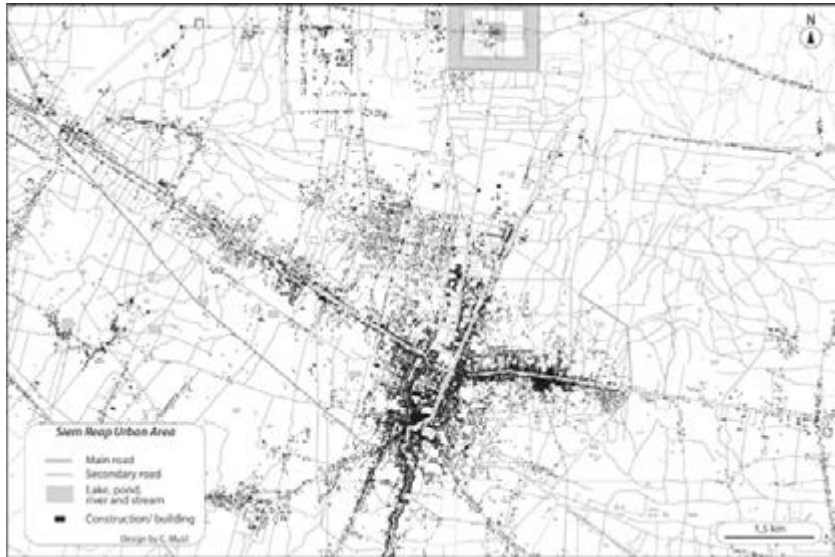 N
Siem Reap Urban Area
Main road
Secondary road
Lake, pond,
river and stream
Construction/ building
Design by C. Musil
1,5 km